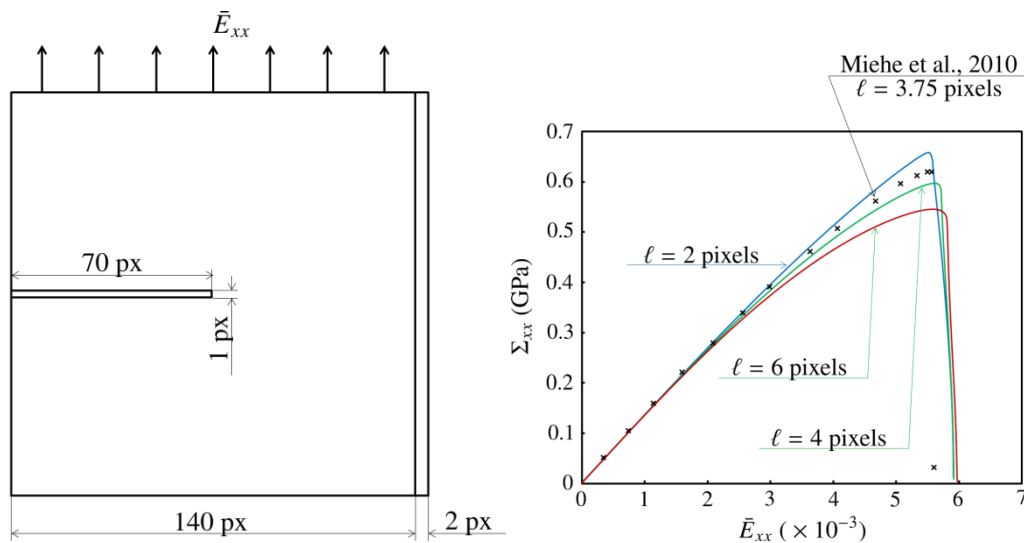 Ē_xx
70 px
1 px
140 px
2 px
Miehe et al., 2010
ℓ = 3.75 pixels
Σ_xx (GPa)
0.7
0.6
0.5
0.4
0.3
0.2
0.1
0
ℓ = 2 pixels
ℓ = 6 pixels
ℓ = 4 pixels
0 1 2 3 4 5 6 7
Ē_xx ( × 10⁻³)